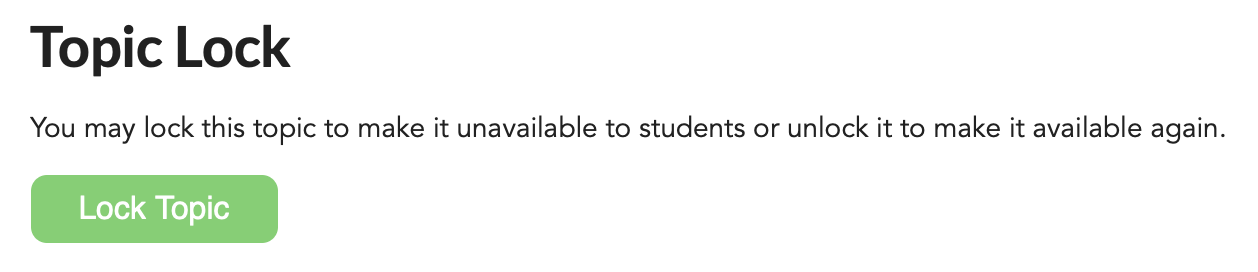 Topic Lock
You may lock this topic to make it unavailable to students or unlock it to make it available again.
Lock Topic